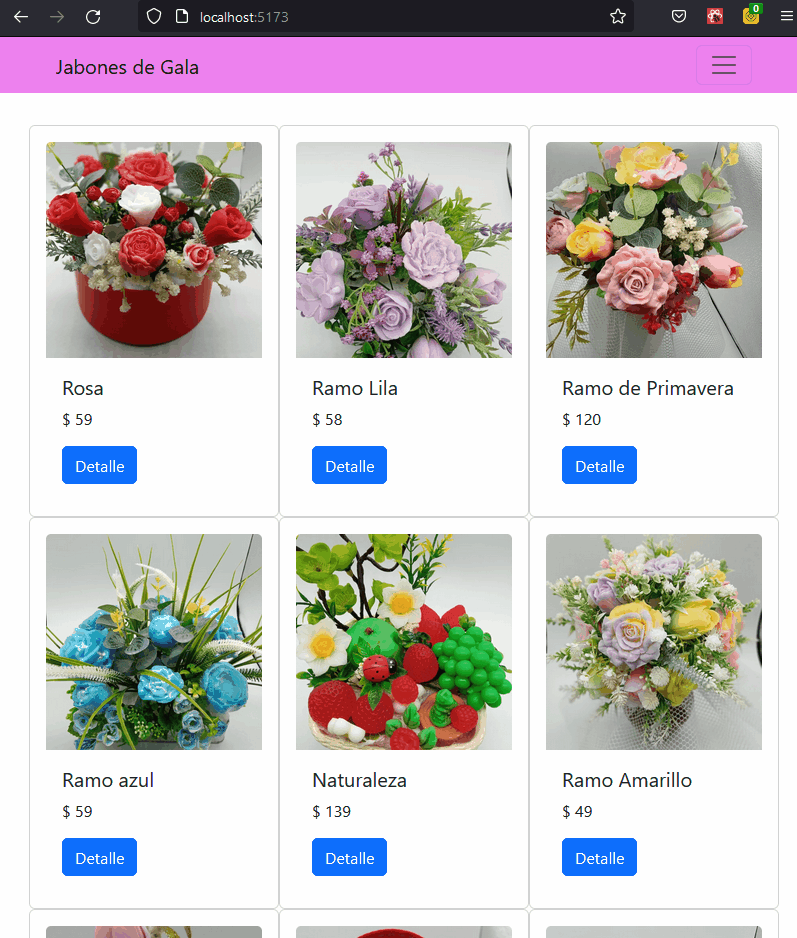 localhost:5173
0
Jabones de Gala
Rosa
$ 59
Detalle
Ramo Lila
$ 58
Detalle
Ramo de Primavera
$ 120
Detalle
Ramo azul
$ 59
Detalle
Naturaleza
$ 139
Detalle
Ramo Amarillo
$ 49
Detalle